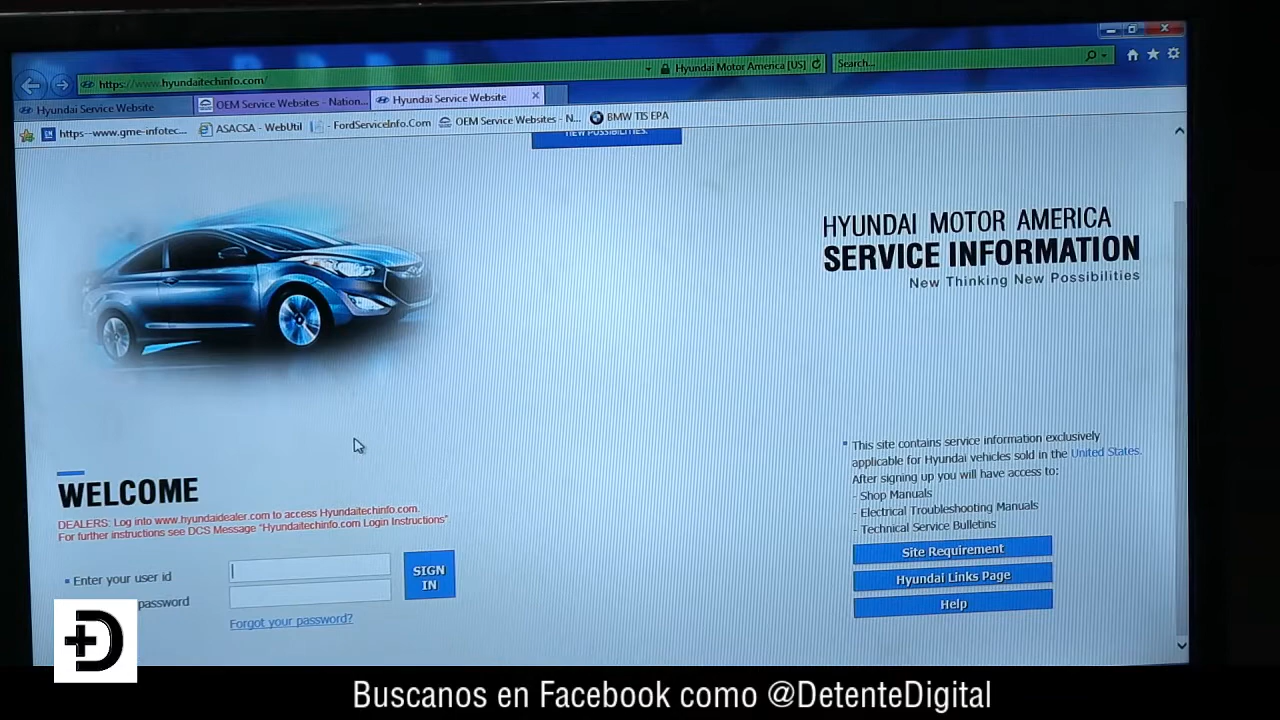 https://www.hyundaitechinfo.com/
Hyundai Motor America [US]
Search...
Hyundai Service Website
OEM Service Websites - Nation...
Hyundai Service Website
https--www.gme-infotec...
ASACSA - WebUtil
- FordServiceInfo.Com
OEM Service Websites - N...
BMW TIS EPA
NEW POSSIBILITIES.
HYUNDAI MOTOR AMERICA
SERVICE INFORMATION
New Thinking New Possibilities
WELCOME
DEALERS: Log into www.hyundaidealer.com to access Hyundaitechinfo.com.
For further instructions see DCS Message "Hyundaitechinfo.com Login Instructions".
Enter your user id
password
SIGN
IN
Forgot your password?
This site contains service information exclusively
applicable for Hyundai vehicles sold in the United States.
After signing up you will have access to:
- Shop Manuals
- Electrical Troubleshooting Manuals
- Technical Service Bulletins
Site Requirement
Hyundai Links Page
Help
+D
Buscanos en Facebook como @DetenteDigital